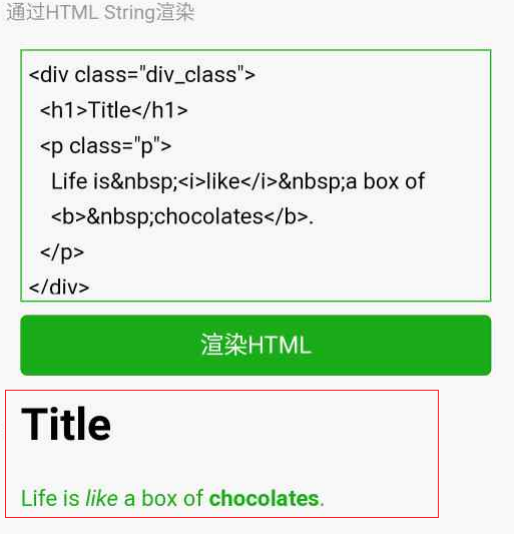 通过HTML String渲染
<div class="div_class">
<h1>Title</h1>
<p class="p">
Life is&nbsp;<i>like</i>&nbsp;a box of
<b>&nbsp;chocolates</b>.
</p>
</div>
渲染HTML
Title
Life is like a box of chocolates.